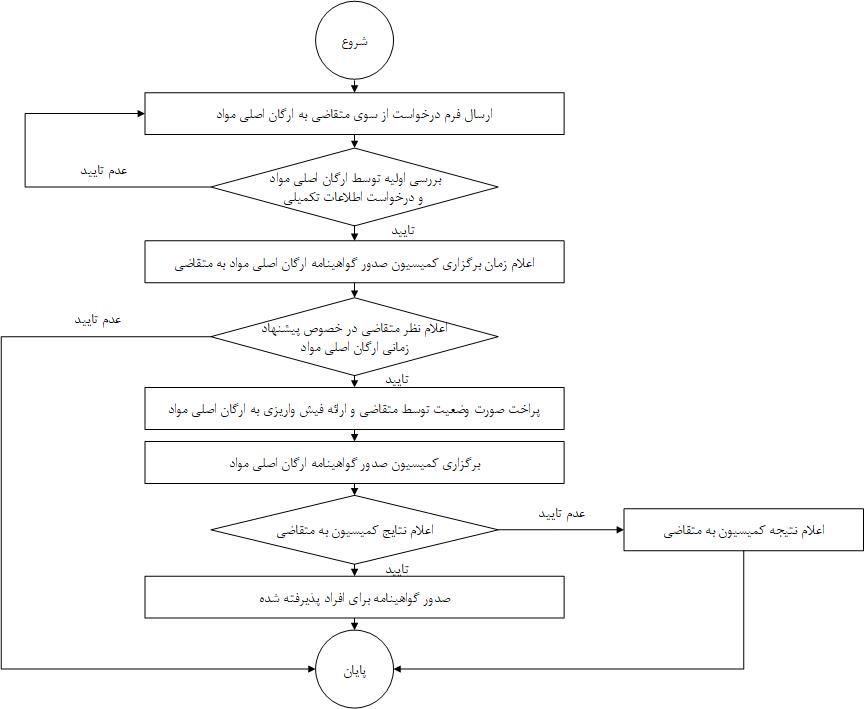 شروع
ارسال فرم درخواست از سوی متقاضی به ارگان اصلی مواد
بررسی اولیه توسط ارگان اصلی مواد
و درخواست اطلاعات تکمیلی
عدم تایید
تایید
اعلام زمان برگزاری کمیسیون صدور گواهینامه ارگان اصلی مواد به متقاضی
اعلام نظر متقاضی در خصوص پیشنهاد
زمانی ارگان اصلی مواد
عدم تایید
تایید
پراخت صورت وضعیت توسط متقاضی و ارائه فیش واریزی به ارگان اصلی مواد
برگزاری کمیسیون صدور گواهینامه ارگان اصلی مواد
اعلام نتایج کمیسیون به متقاضی
عدم تایید
اعلام نتیجه کمیسیون به متقاضی
تایید
صدور گواهینامه برای افراد پذیرفته شده
پایان